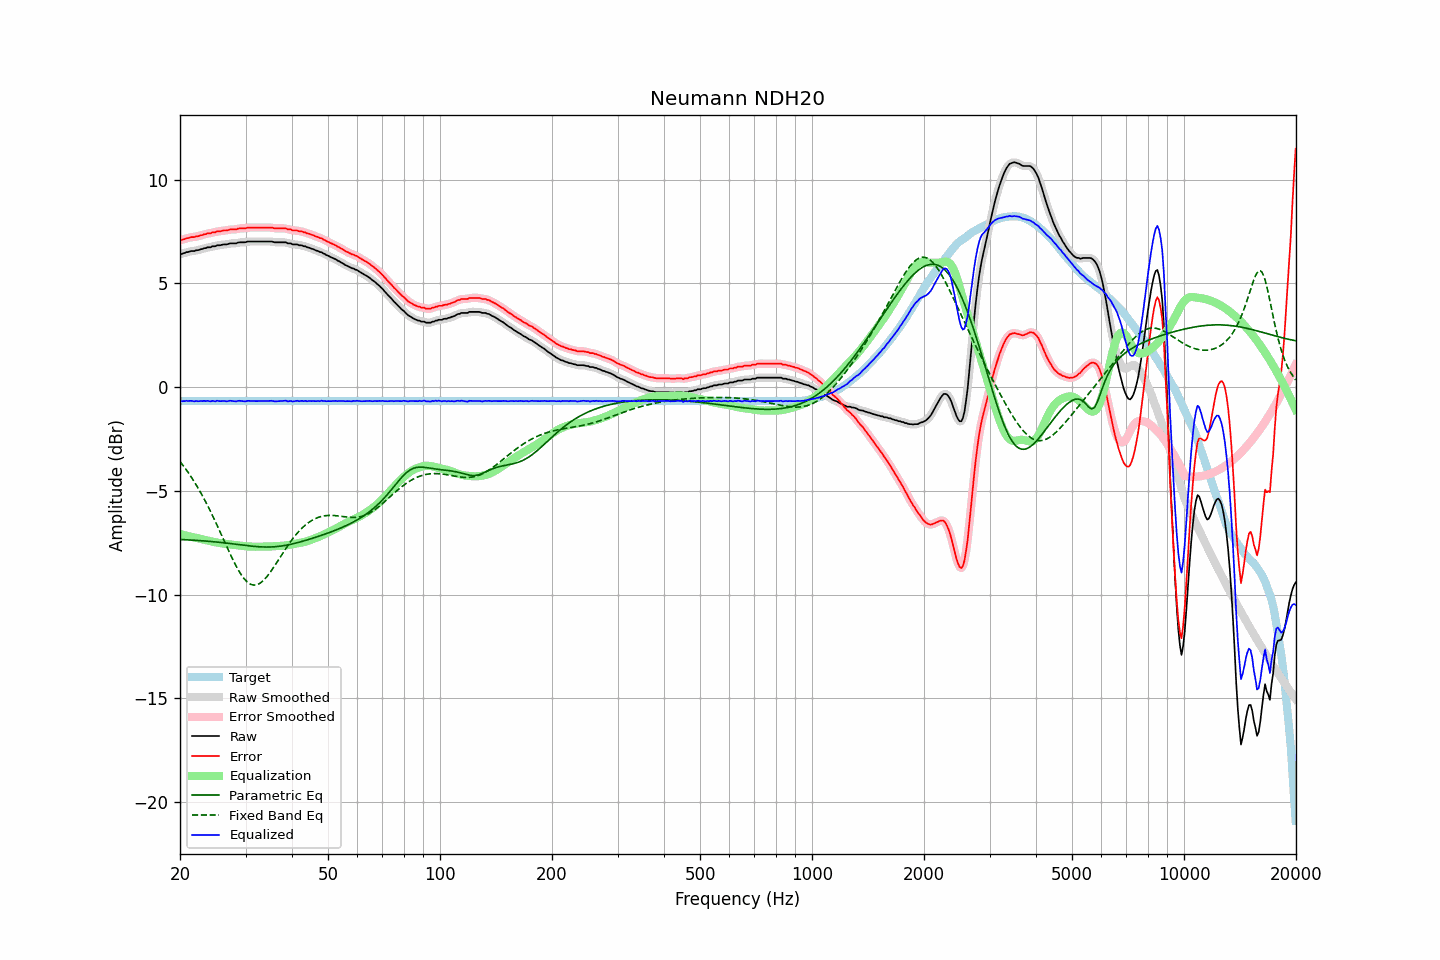 Neumann NDH20
Amplitude (dBr)
10
5
0
−5
−10
−15
−20
Target
Raw Smoothed
Error Smoothed
Raw
Error
Equalization
Parametric Eq
Fixed Band Eq
Equalized
20 50 100 200 500 1000 2000 5000 10000 20000
Frequency (Hz)